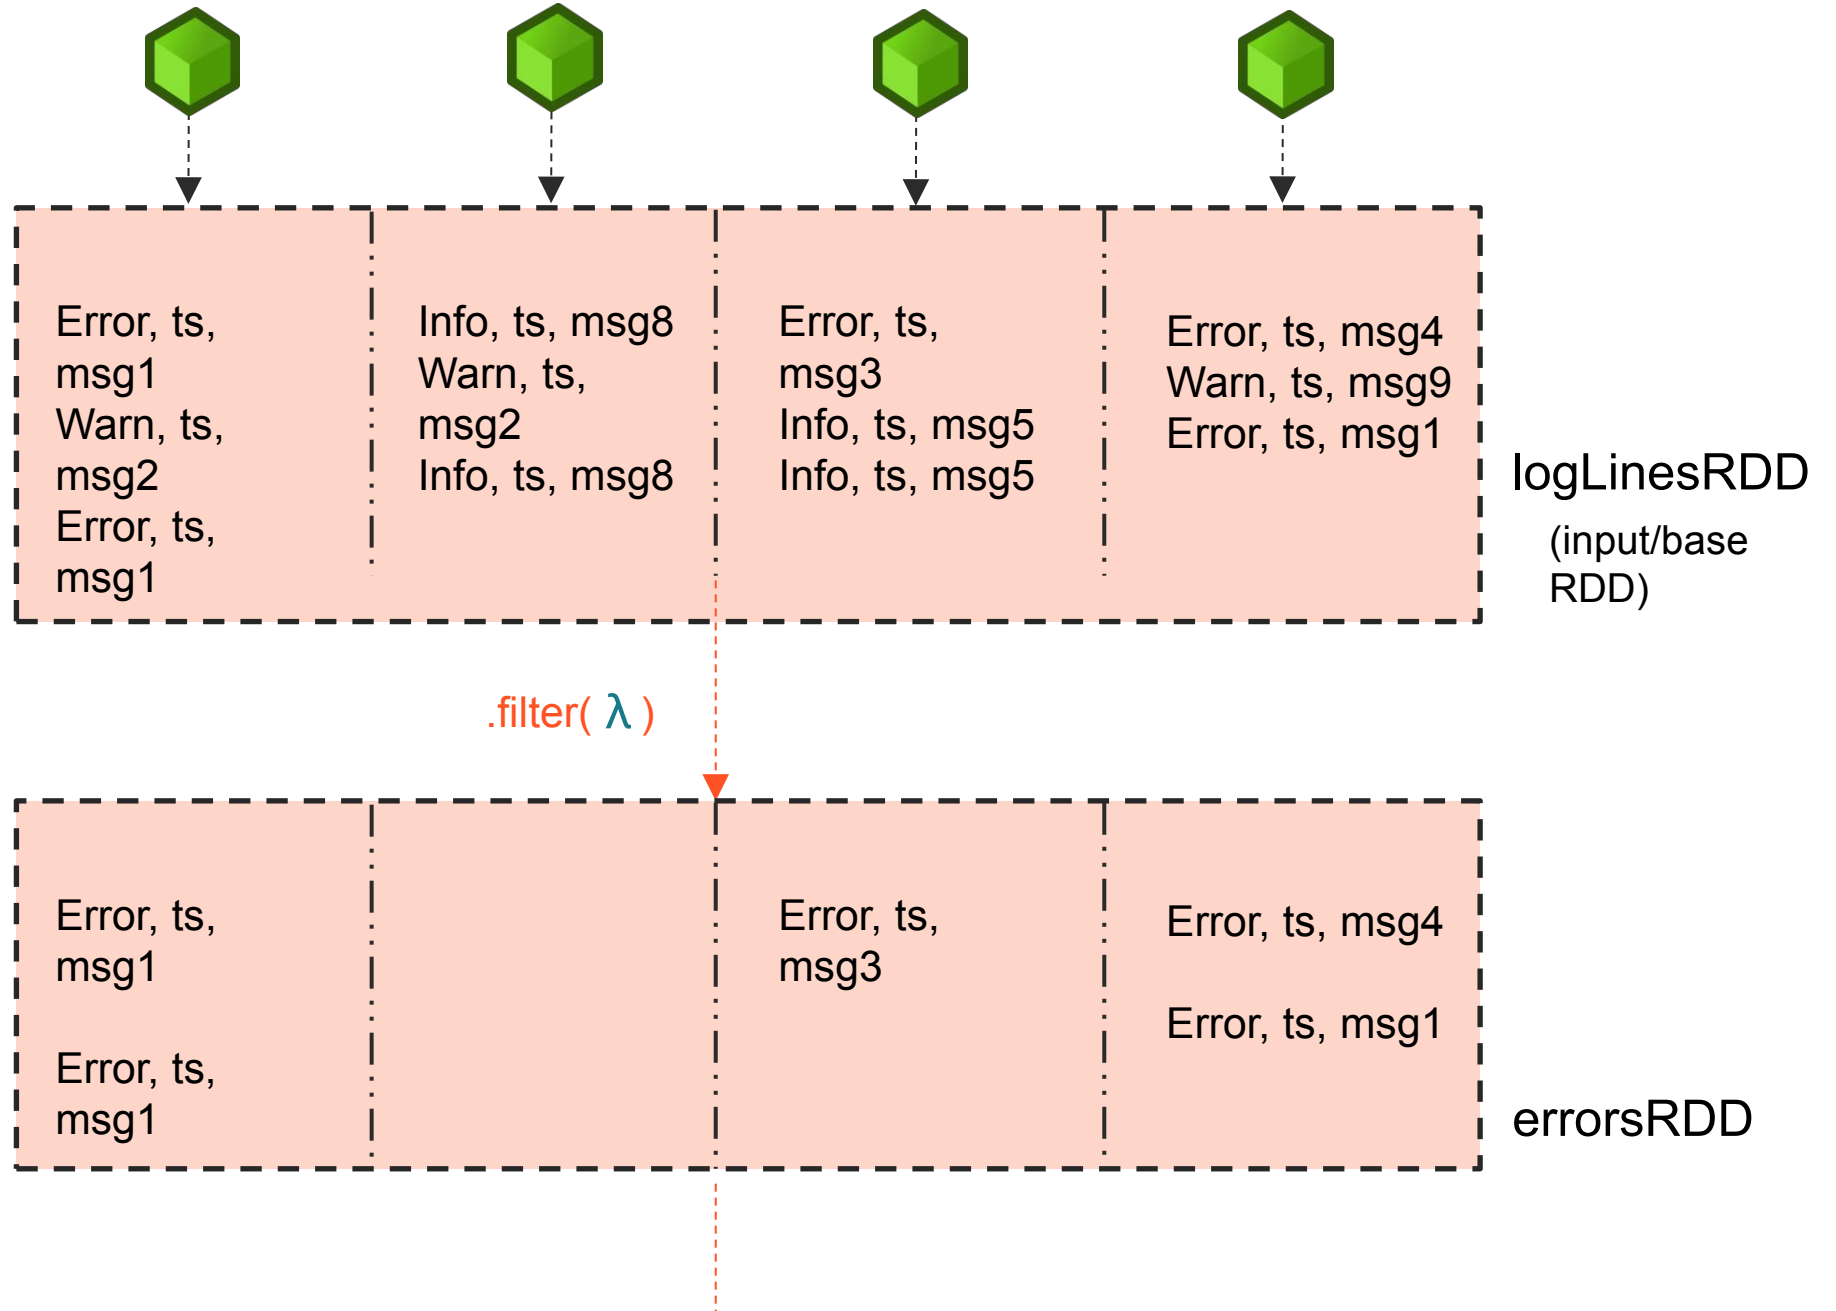 Error, ts,
msg1
Warn, ts,
msg2
Error, ts,
msg1
Info, ts, msg8
Warn, ts,
msg2
Info, ts, msg8
Error, ts,
msg3
Info, ts, msg5
Info, ts, msg5
Error, ts, msg4
Warn, ts, msg9
Error, ts, msg1
logLinesRDD
(input/base
RDD)
.filter( λ )
Error, ts,
msg1
Error, ts,
msg1
Error, ts,
msg3
Error, ts, msg4
Error, ts, msg1
errorsRDD